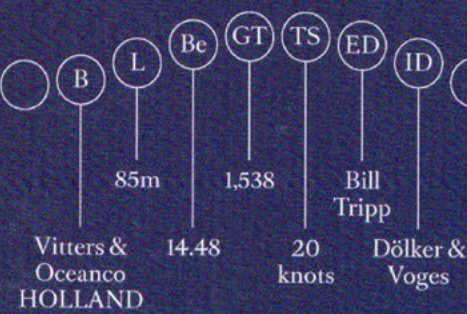 B L Be GT TS ED ID
85m 1,538 Bill
Tripp
Vitters & 14.48 20 Dölker &
Oceanco knots Voges
HOLLAND